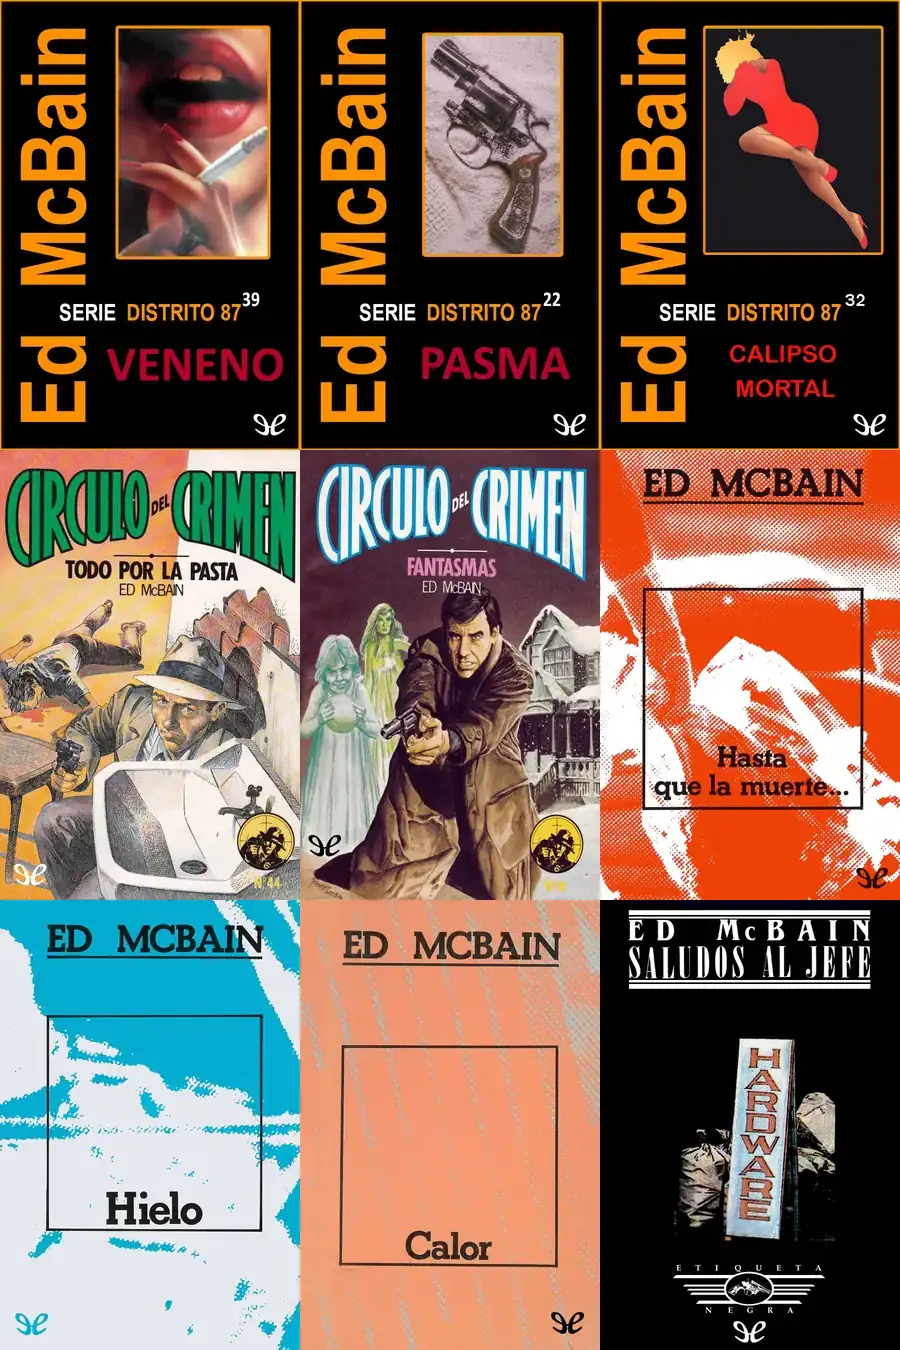 Ed McBain
SERIE DISTRITO 87 39
VENENO
Ed McBain
SERIE DISTRITO 87 22
PASMA
Ed McBain
SERIE DISTRITO 87 32
CALIPSO
MORTAL
CIRCULO DEL CRIMEN
TODO POR LA PASTA
ED McBAIN
Nº 44
CIRCULO DEL CRIMEN
FANTASMAS
ED McBAIN
ED MCBAIN
Hasta
que la muerte...
ED MCBAIN
Hielo
ED MCBAIN
Calor
ED McBAIN
SALUDOS AL JEFE
HARDWARE
ETIQUETA
NEGRA